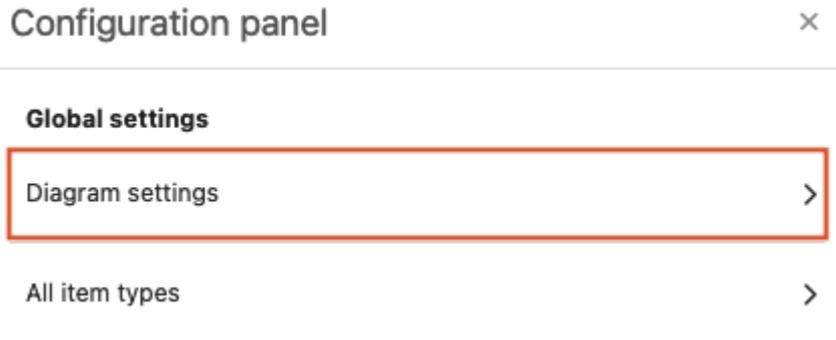 Configuration panel
Global settings
Diagram settings
All item types